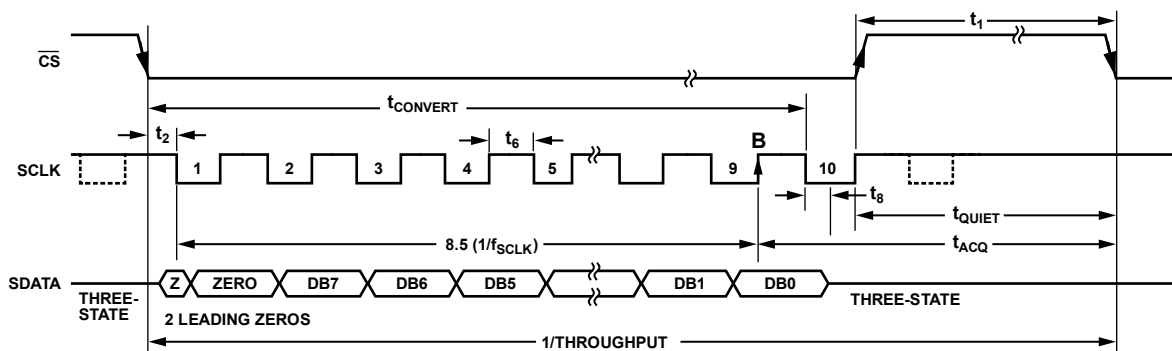 t1
CS
tCONVERT
t2
t6
B
SCLK
1 2 3 4 5 9 10
t8
tQUIET
8.5 (1/fSCLK)
tACQ
SDATA
Z ZERO DB7 DB6 DB5 DB1 DB0
THREE-
STATE
THREE-STATE
2 LEADING ZEROS
1/THROUGHPUT